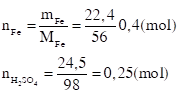 n_Fe = m_Fe / M_Fe = 22,4 / 56 0,4(mol)
n_H₂SO₄ = 24,5 / 98 = 0,25(mol)